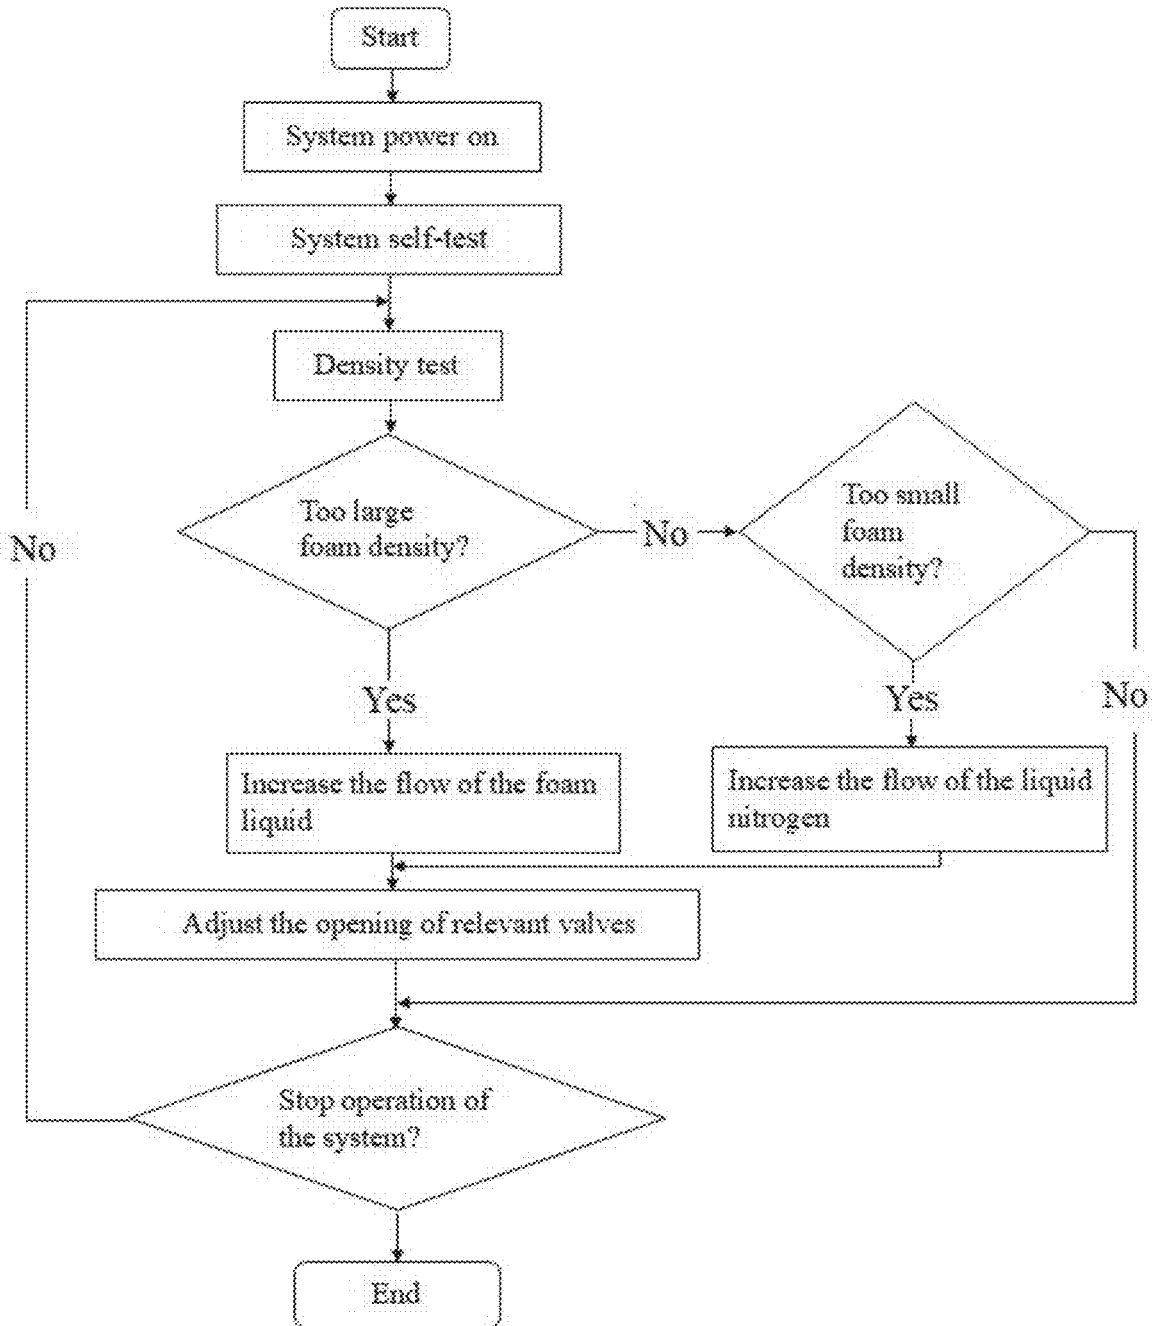 Start
System power on
System self-test
Density test
Too large
foam density?
No
Too small
foam
density?
No
Yes
Yes
No
Increase the flow of the foam
liquid
Increase the flow of the liquid
nitrogen
Adjust the opening of relevant valves
Stop operation of
the system?
End